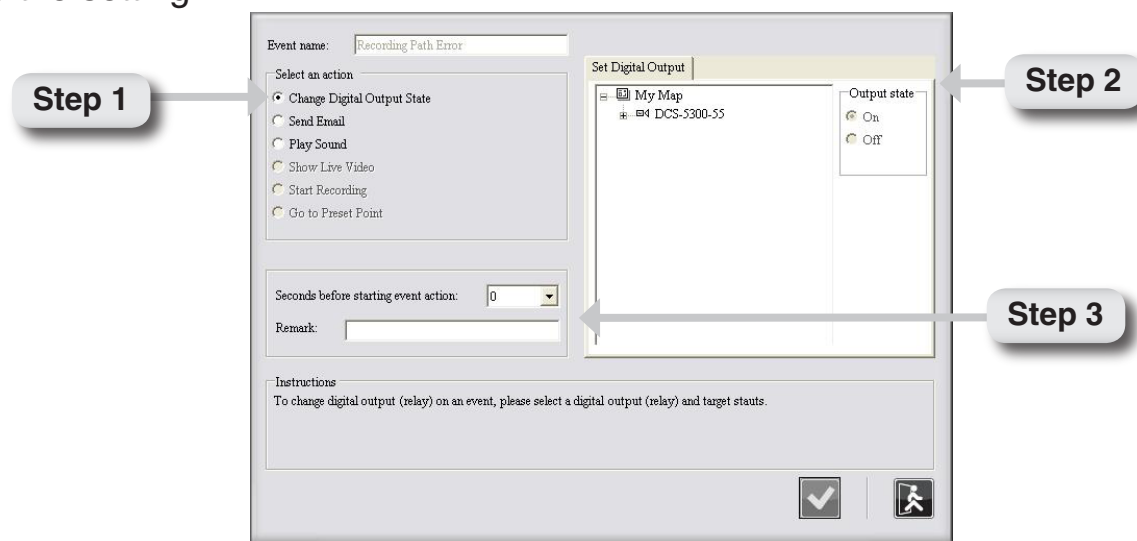 Event name: Recording Path Error
Select an action
Change Digital Output State
Send Email
Play Sound
Show Live Video
Start Recording
Go to Preset Point
Seconds before starting event action: 0
Remark:
Set Digital Output
My Map
DCS-5300-55
Output state
On
Off
Instructions
To change digital output (relay) on an event, please select a digital output (relay) and target stauts.
Step 1
Step 2
Step 3